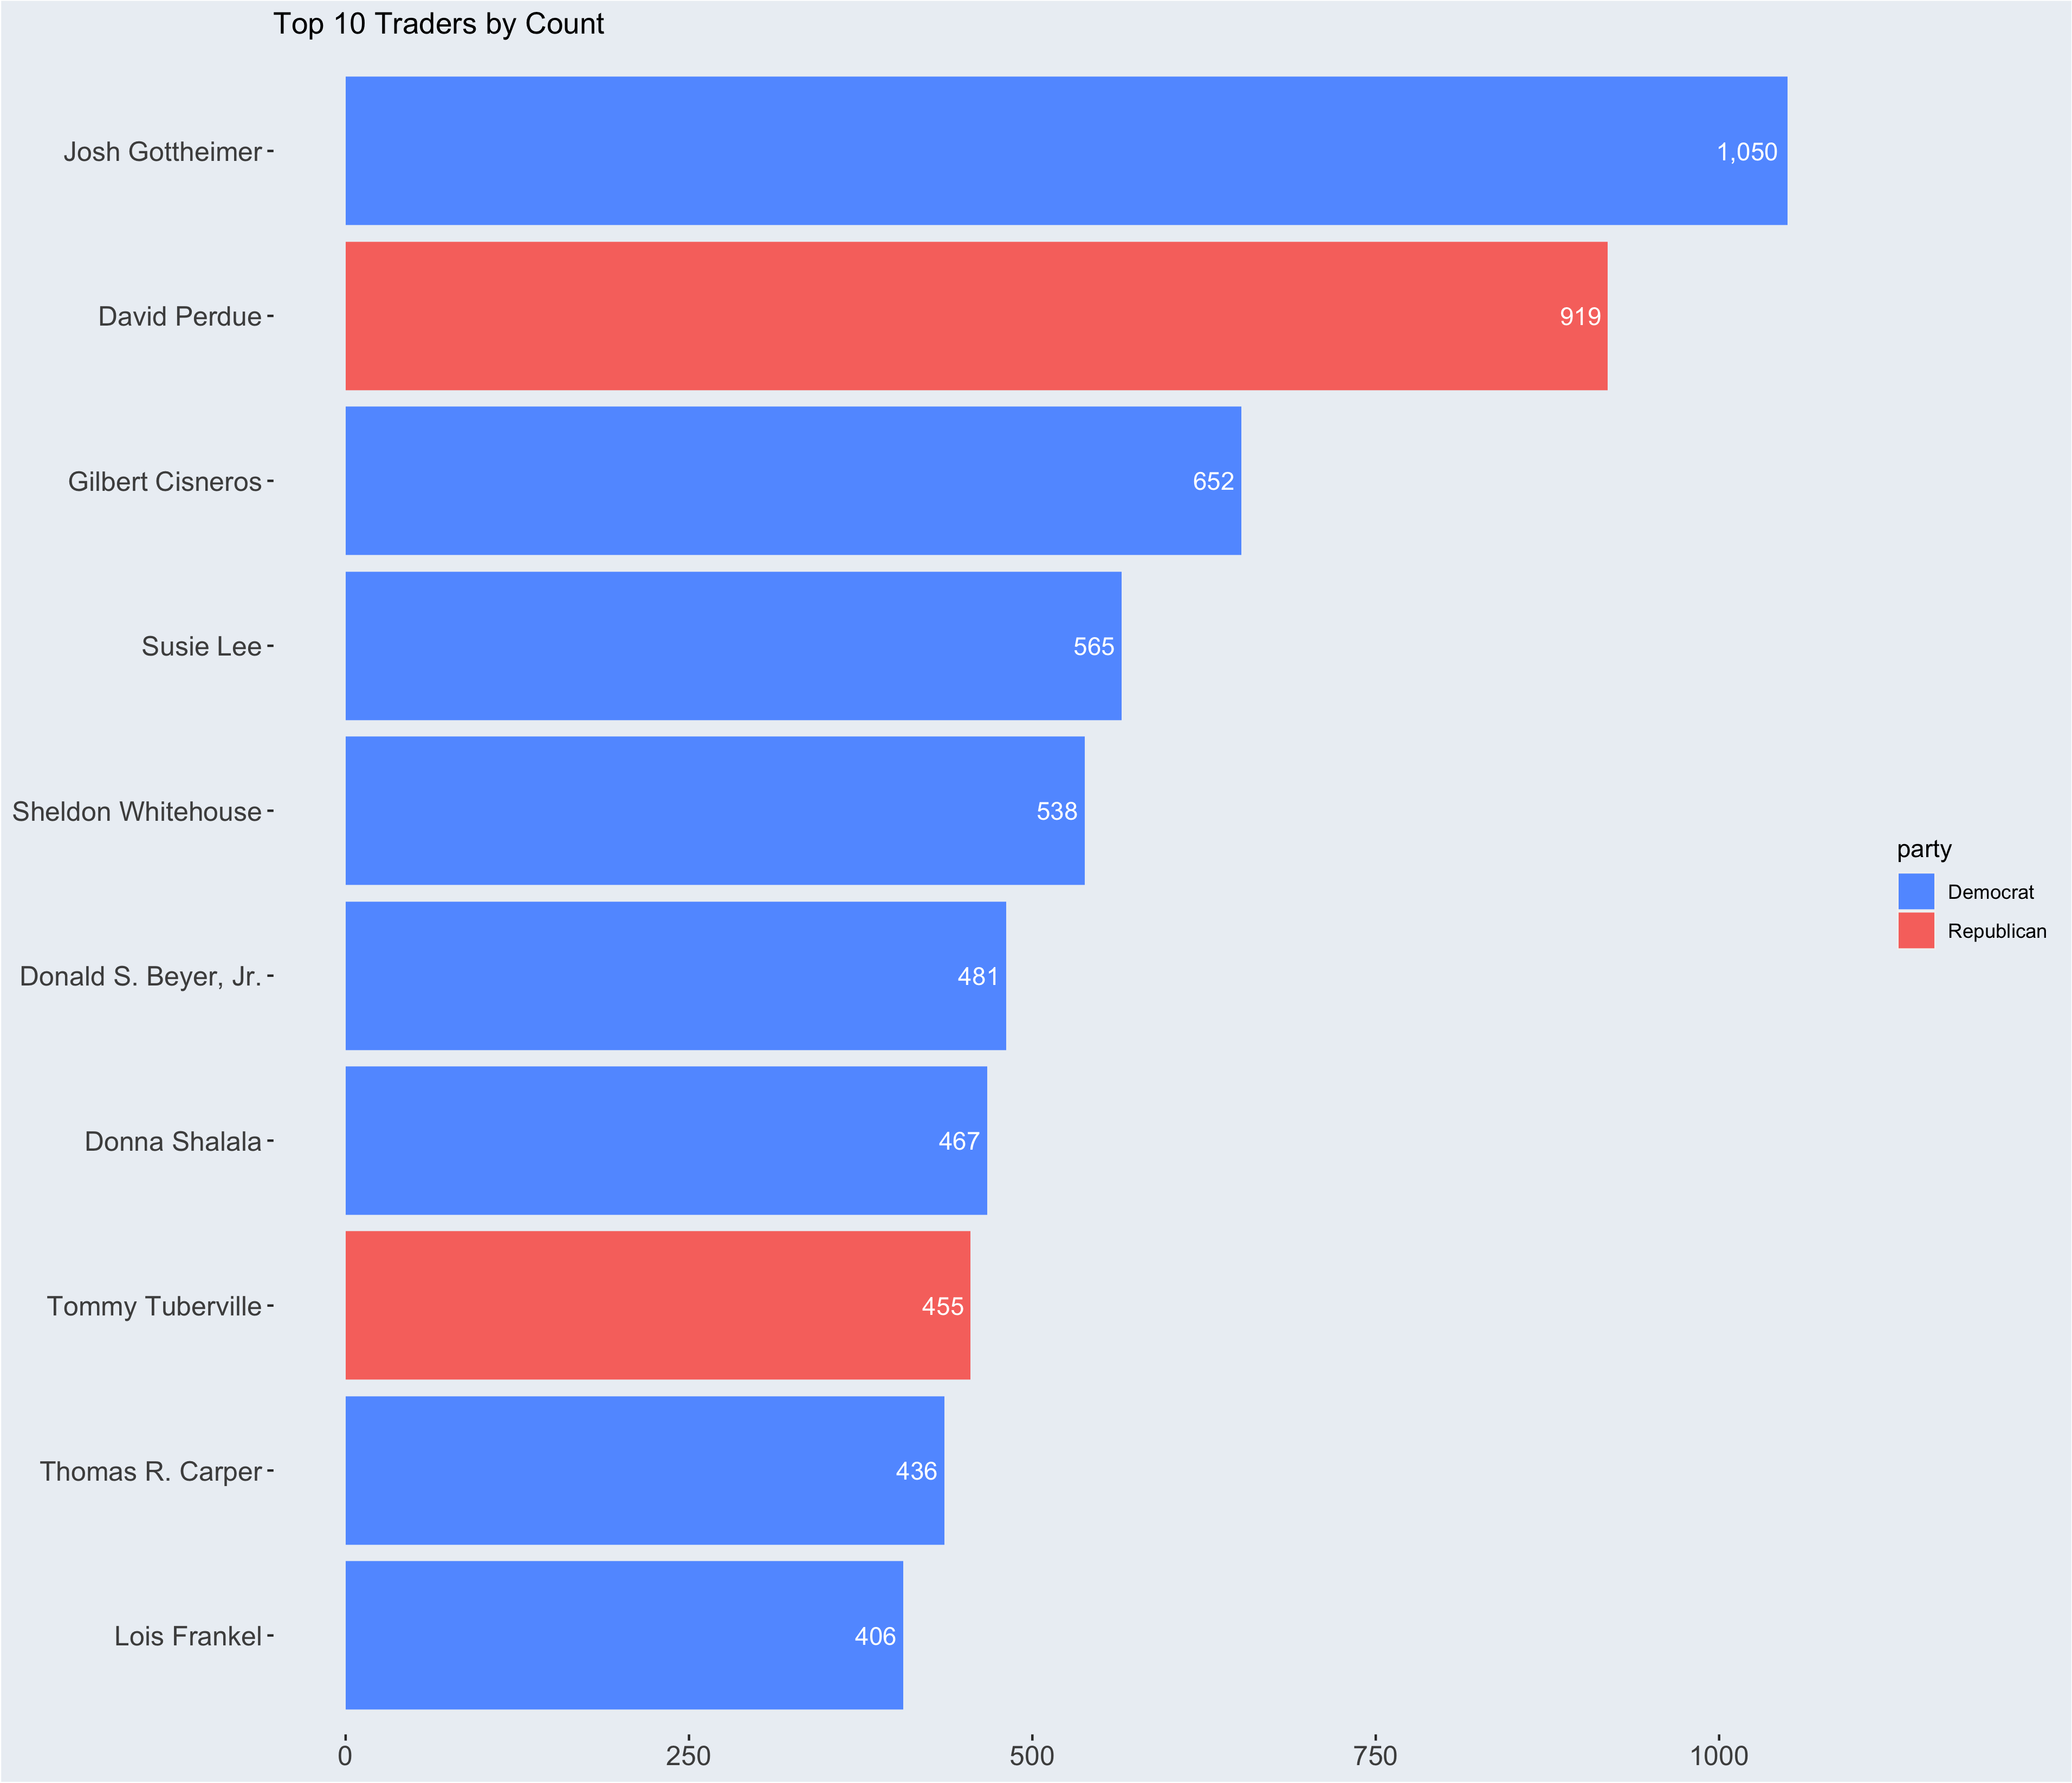 Top 10 Traders by Count
Josh Gottheimer
1,050
David Perdue
919
Gilbert Cisneros
652
Susie Lee
565
Sheldon Whitehouse
538
Donald S. Beyer, Jr.
481
Donna Shalala
467
Tommy Tuberville
455
Thomas R. Carper
436
Lois Frankel
406
0 250 500 750 1000
party
Democrat
Republican